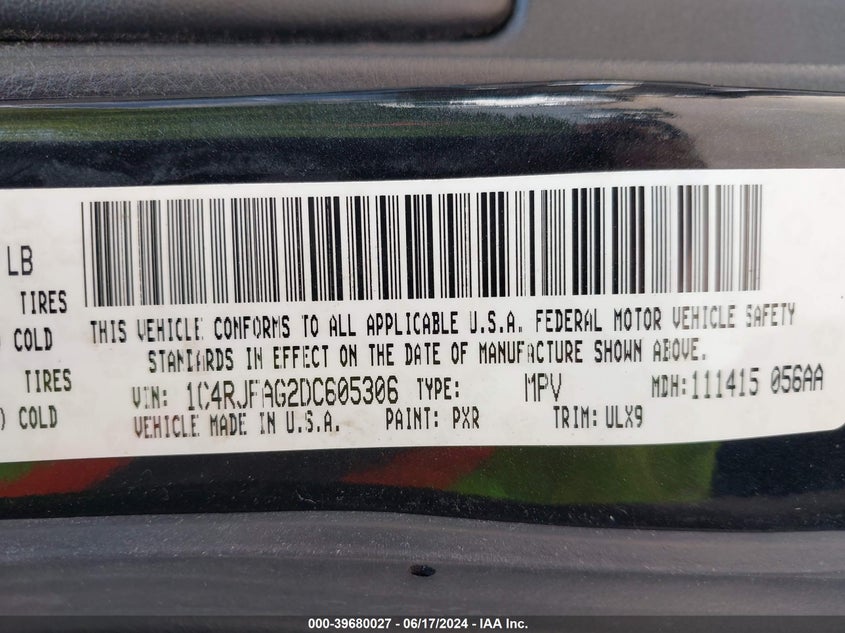 LB
TIRES
) COLD
TIRES
) COLD
THIS VEHICLE CONFORMS TO ALL APPLICABLE U.S.A. FEDERAL MOTOR VEHICLE SAFETY
STANDARDS IN EFFECT ON THE DATE OF MANUFACTURE SHOWN ABOVE.
VIN: 1C4RJFAG2DC605306 TYPE: MPV MDH:111415 056AA
VEHICLE MADE IN U.S.A. PAINT: PXR TRIM: ULX9
000-39680027 - 06/17/2024 - IAA Inc.